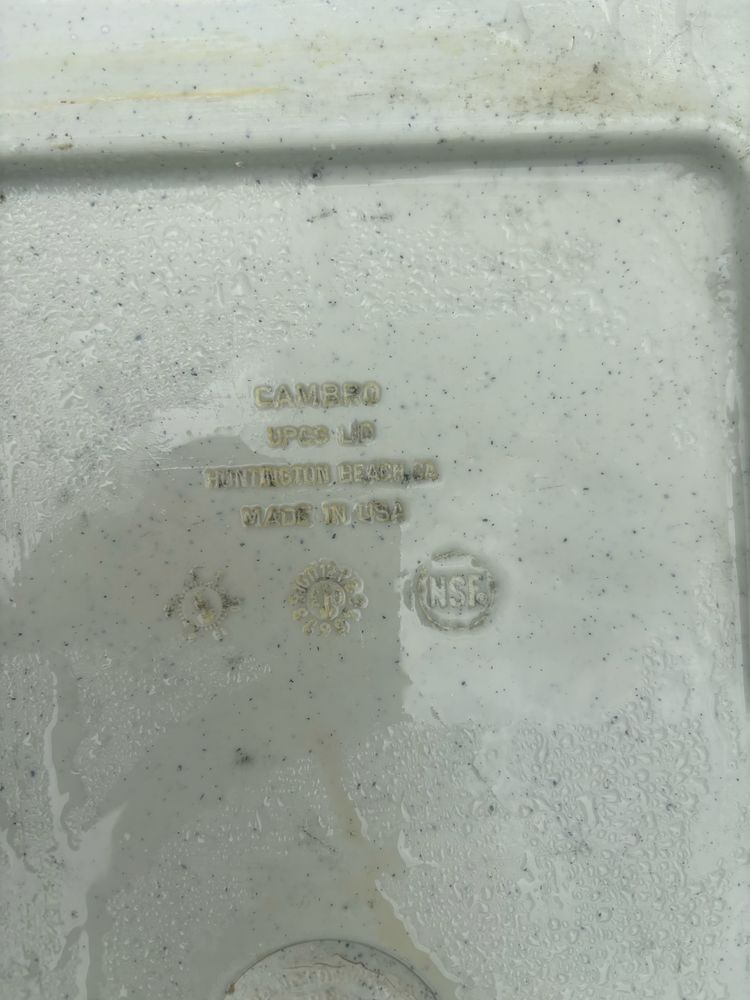 CAMBRO
UPCS LID
HUNTINGTON BEACH, CA
MADE IN USA
NSF®